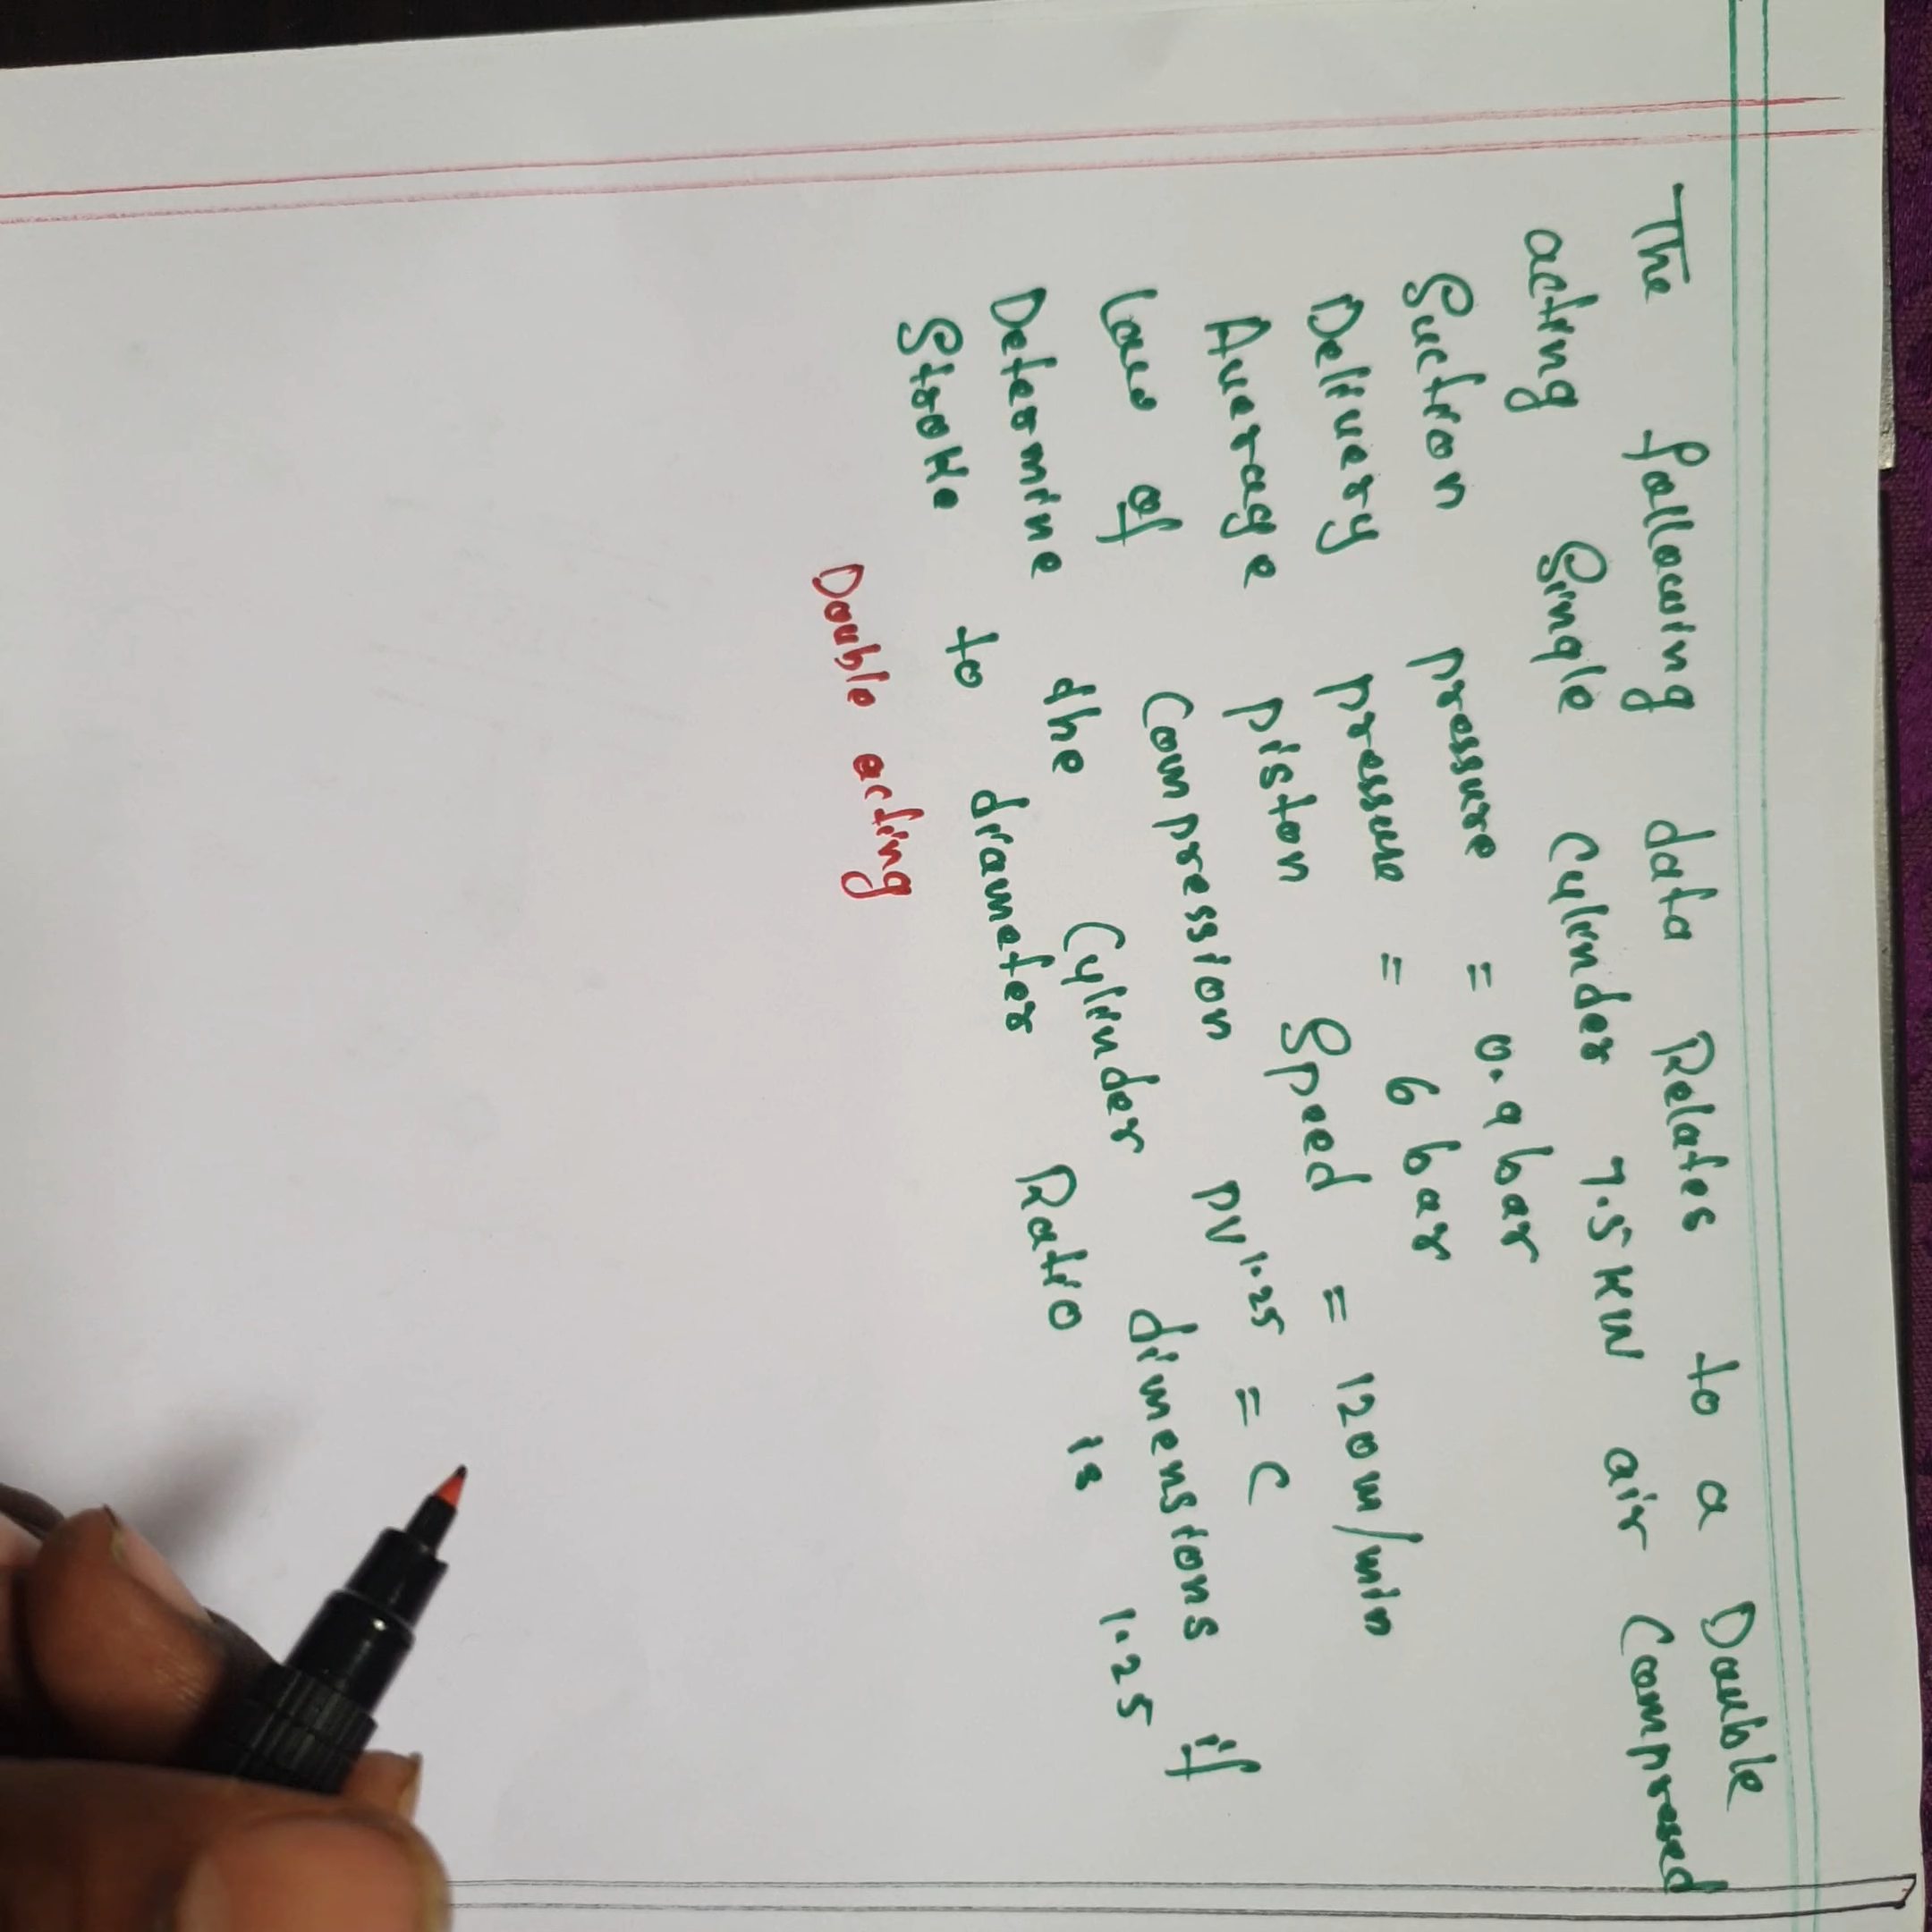 The following data Relates to a Double
acting Single Cylinder 7.5 KW air Compresed
Suction pressure = 0.9 bar
Delivery pressure = 6 bar
Average piston Speed = 120m/min
law of Compression PV^1.25 = C
Determine the Cylinder dimensions if
Stroke to diameter Ratio is 1.25
Double acting